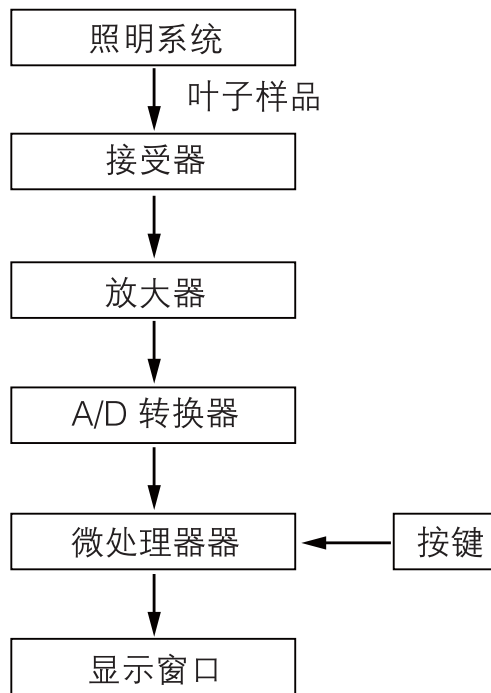 照明系统
叶子样品
接受器
放大器
A/D 转换器
微处理器器
按键
显示窗口